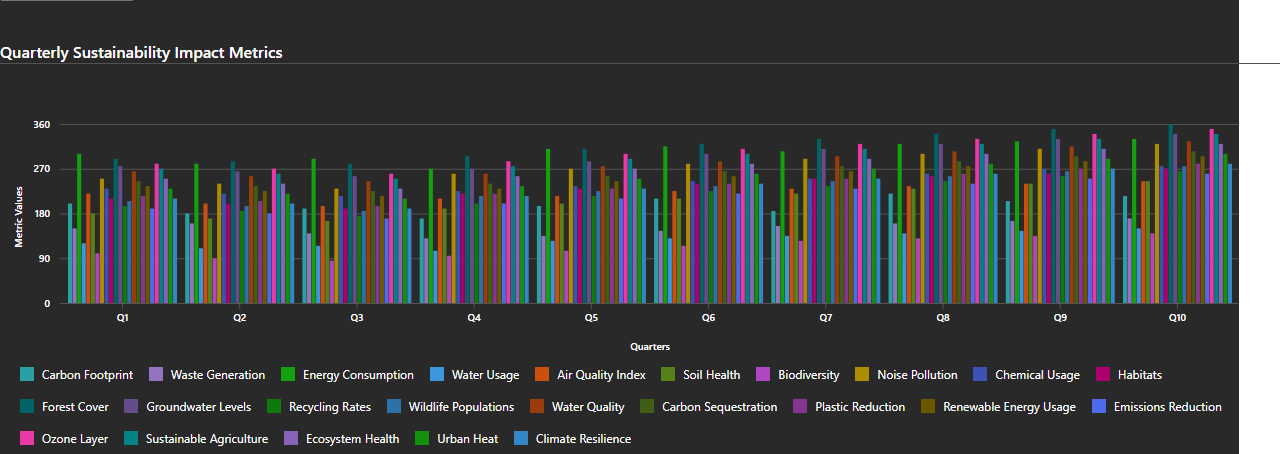 Quarterly Sustainability Impact Metrics
360
270
180
90
0
Metric Values
Q1 Q2 Q3 Q4 Q5 Q6 Q7 Q8 Q9 Q10
Quarters
Carbon Footprint Waste Generation Energy Consumption Water Usage Air Quality Index Soil Health Biodiversity Noise Pollution Chemical Usage Habitats
Forest Cover Groundwater Levels Recycling Rates Wildlife Populations Water Quality Carbon Sequestration Plastic Reduction Renewable Energy Usage Emissions Reduction
Ozone Layer Sustainable Agriculture Ecosystem Health Urban Heat Climate Resilience